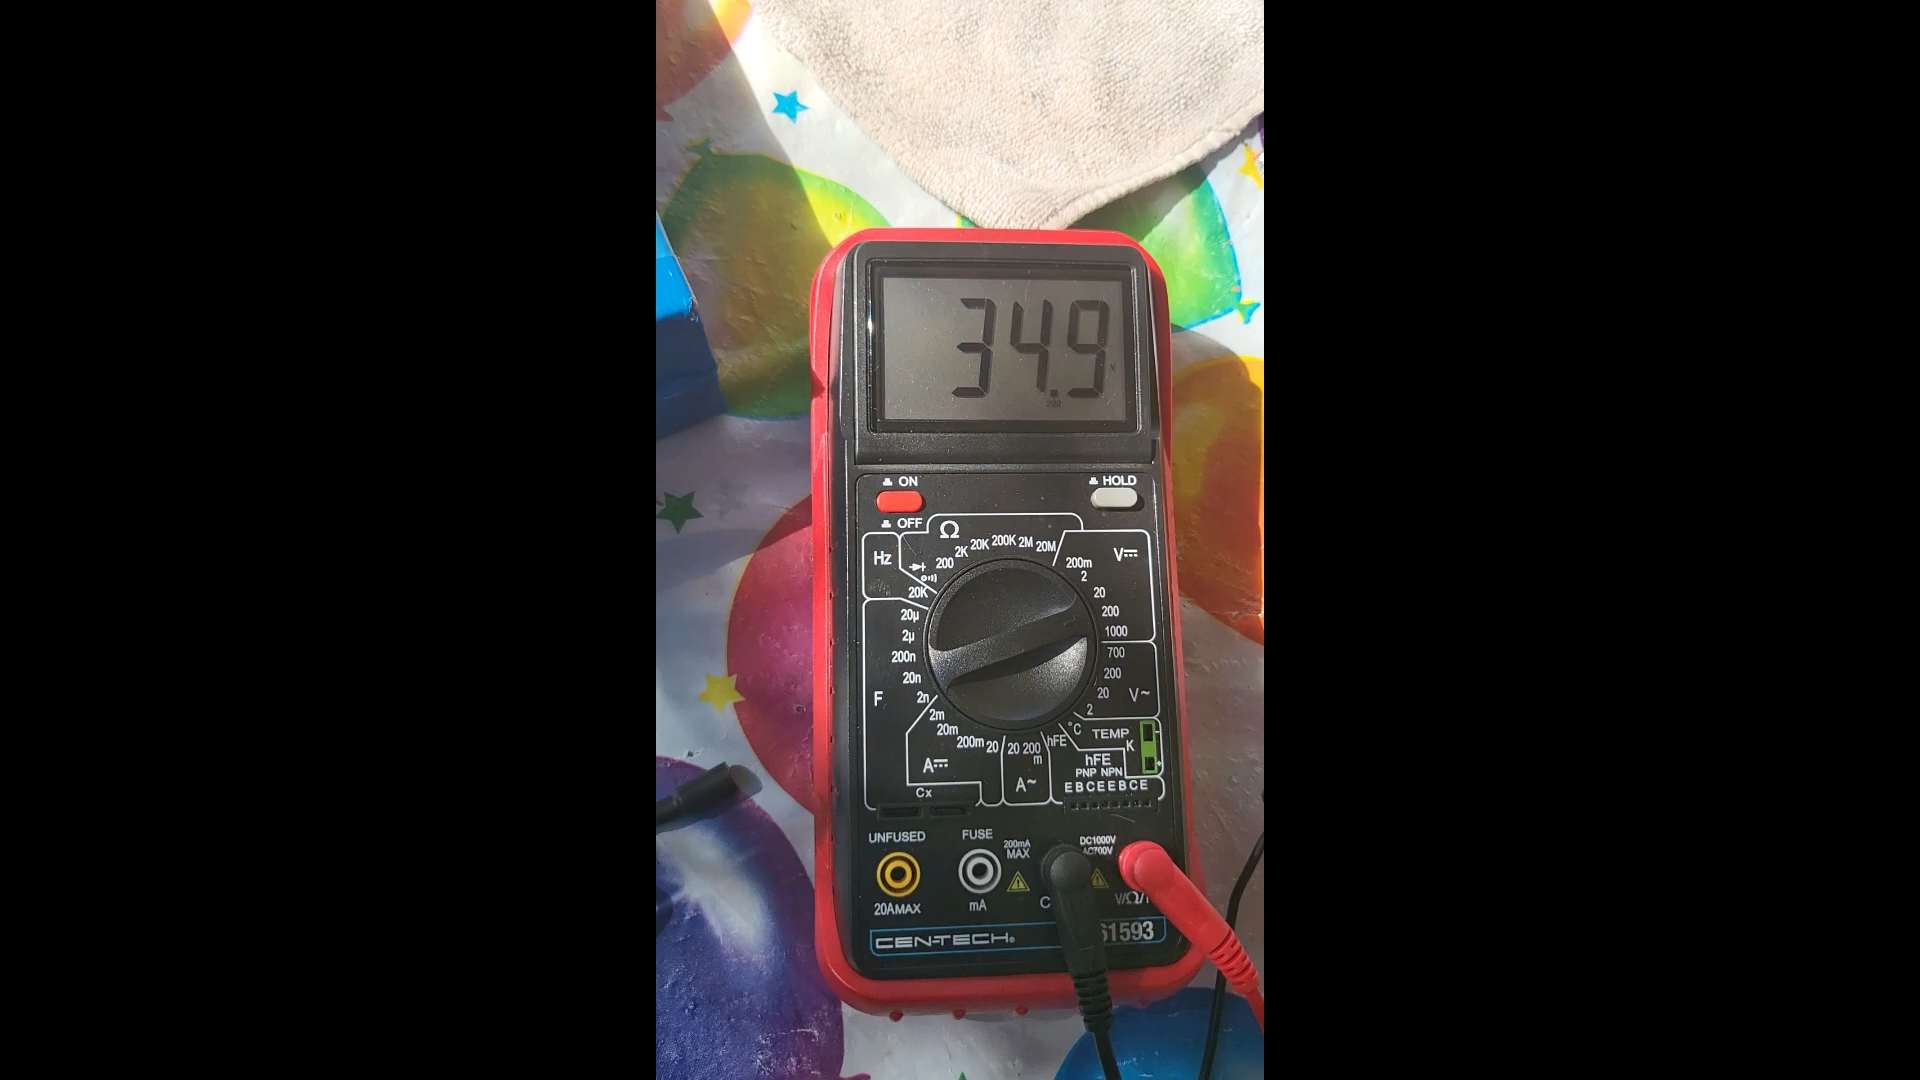 34.9
V
200
ON
HOLD
OFF
Ω
Hz
V
200 2K 20K 200K 2M 20M
200m
2
20
200
1000
20K
20µ
2µ
200n
20n
2n
F
700
200
20
2
V~
2m
20m
200m
20
A
20 200
m
A~
hFE
°C
TEMP
K
hFE
PNP NPN
EBCEEBCE
Cx
UNFUSED
FUSE
200mA
MAX
DC1000V
AC700V
20AMAX
mA
C
V/Ω/
CEN-TECH®
61593